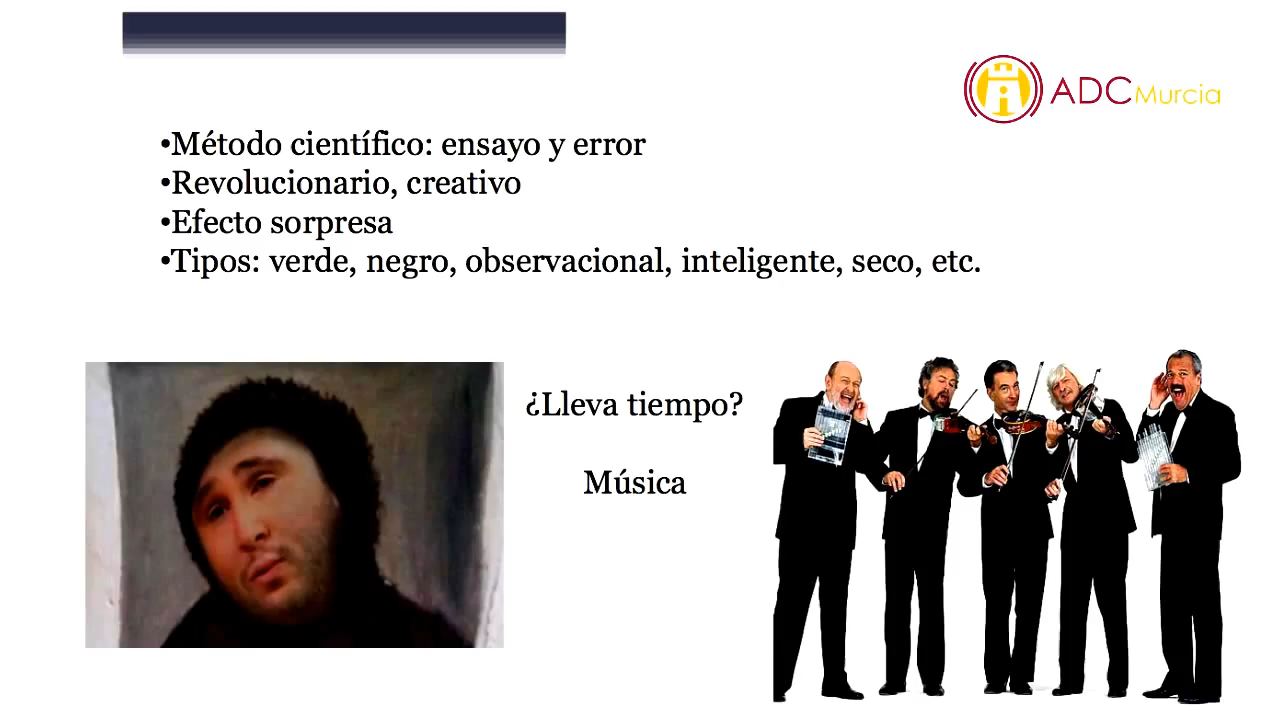 ADCMurcia
•Método científico: ensayo y error
•Revolucionario, creativo
•Efecto sorpresa
•Tipos: verde, negro, observacional, inteligente, seco, etc.
¿Lleva tiempo?
Música